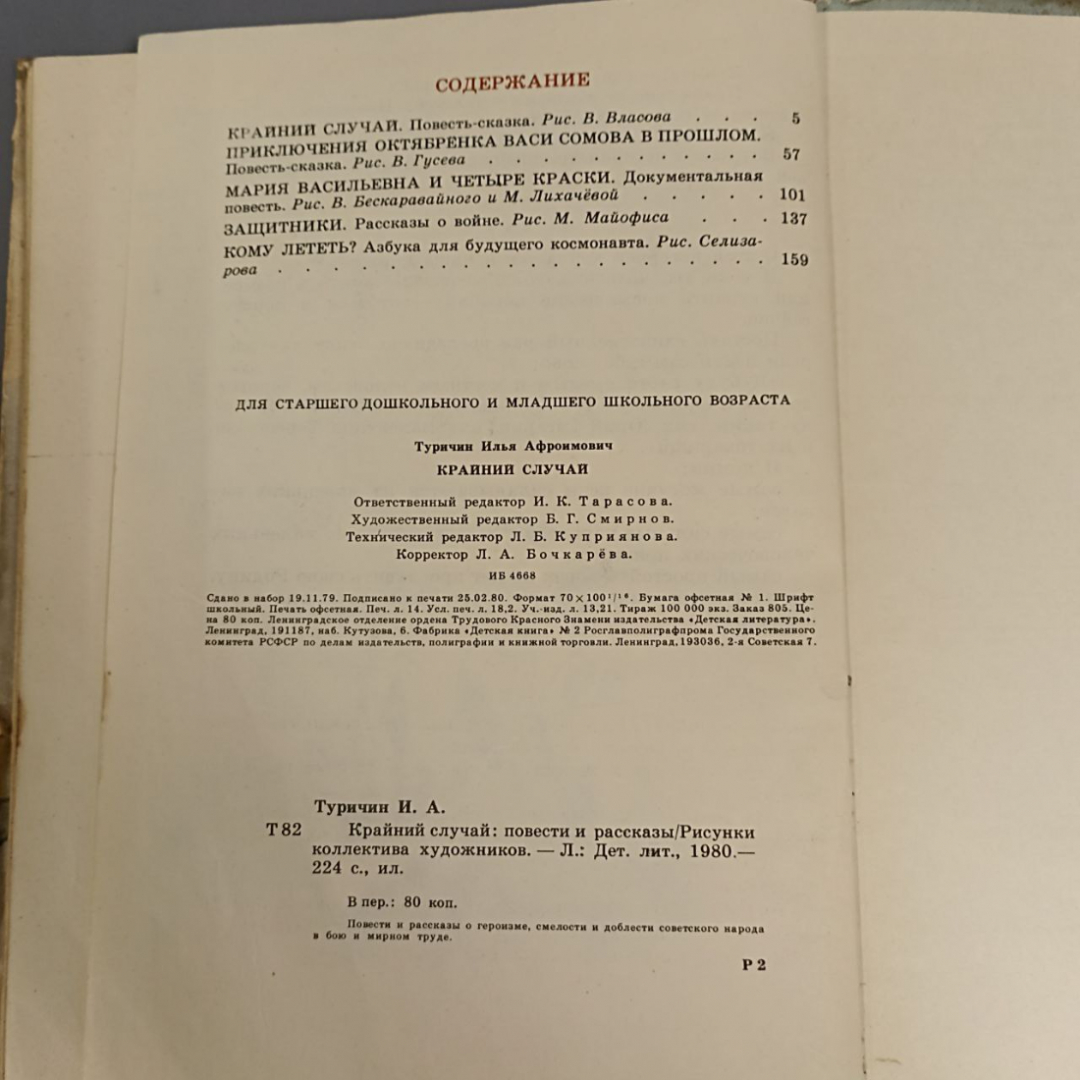 СОДЕРЖАНИЕ
КРАЙНИЙ СЛУЧАЙ. Повесть-сказка. Рис. В. Власова . . . 5
ПРИКЛЮЧЕНИЯ ОКТЯБРЕНКА ВАСИ СОМОВА В ПРОШЛОМ.
Повесть-сказка. Рис. В. Гусева . . . . . . . . . . . 57
МАРИЯ ВАСИЛЬЕВНА И ЧЕТЫРЕ КРАСКИ. Документальная
повесть. Рис. В. Бескаравайного и М. Лихачёвой . . . . . 101
ЗАЩИТНИКИ. Рассказы о войне. Рис. М. Майофиса . . . 137
КОМУ ЛЕТЕТЬ? Азбука для будущего космонавта. Рис. Селиза-
рова . . . . . . . . . . . . . . . . . . 159
ДЛЯ СТАРШЕГО ДОШКОЛЬНОГО И МЛАДШЕГО ШКОЛЬНОГО ВОЗРАСТА
Туричин Илья Афроимович
КРАЙНИЙ СЛУЧАЙ
Ответственный редактор И. К. Тарасова.
Художественный редактор Б. Г. Смирнов.
Технический редактор Л. Б. Куприянова.
Корректор Л. А. Бочкарёва.
ИБ 4668
Сдано в набор 19.11.79. Подписано к печати 25.02.80. Формат 70×100¹/¹⁶. Бумага офсетная № 1. Шрифт
школьный. Печать офсетная. Печ. л. 14. Усл. печ. л. 18,2. Уч.-изд. л. 13,21. Тираж 100 000 экз. Заказ 805. Це-
на 80 коп. Ленинградское отделение ордена Трудового Красного Знамени издательства «Детская литература».
Ленинград, 191187, наб. Кутузова, 6. Фабрика «Детская книга» № 2 Росглавполиграфпрома Государственного
комитета РСФСР по делам издательств, полиграфии и книжной торговли. Ленинград, 193036, 2-я Советская 7.
Туричин И. А.
Т 82 Крайний случай: повести и рассказы/Рисунки
коллектива художников. — Л.: Дет. лит., 1980.—
224 с., ил.
В пер.: 80 коп.
Повести и рассказы о героизме, смелости и доблести советского народа
в бою и мирном труде.
Р 2